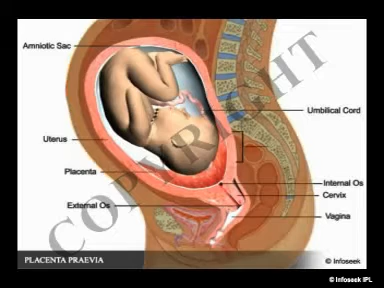 Amniotic Sac
COPYRIGHT
Umbilical Cord
Uterus
Placenta
Internal Os
Cervix
External Os
Vagina
PLACENTA PRAEVIA
© Infoseek
© Infoseek IPL